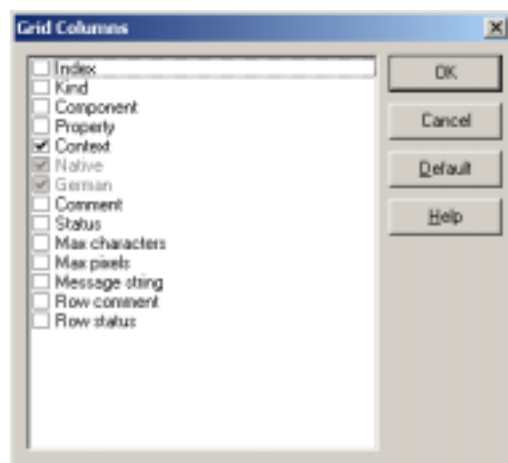 Grid Columns
Index
Kind
Component
Property
Context
Native
German
Comment
Status
Max characters
Max pixels
Message string
Row comment
Row status
OK
Cancel
Default
Help